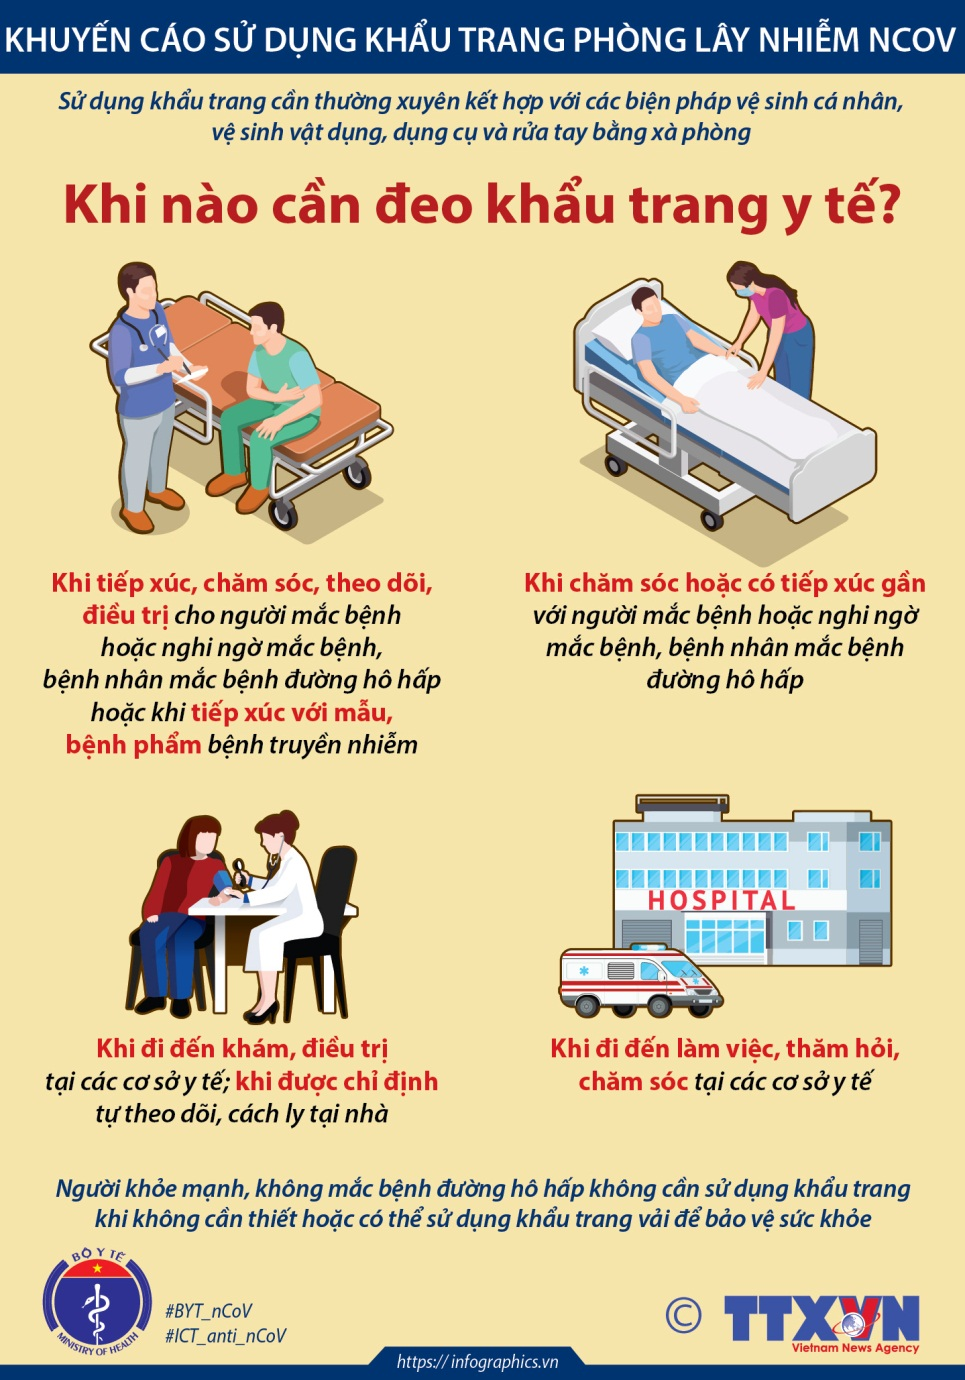 KHUYẾN CÁO SỬ DỤNG KHẨU TRANG PHÒNG LÂY NHIỄM NCOV
Sử dụng khẩu trang cần thường xuyên kết hợp với các biện pháp vệ sinh cá nhân,
vệ sinh vật dụng, dụng cụ và rửa tay bằng xà phòng
Khi nào cần đeo khẩu trang y tế?
Khi tiếp xúc, chăm sóc, theo dõi,
điều trị cho người mắc bệnh
hoặc nghi ngờ mắc bệnh,
bệnh nhân mắc bệnh đường hô hấp
hoặc khi tiếp xúc với mẫu,
bệnh phẩm bệnh truyền nhiễm
Khi chăm sóc hoặc có tiếp xúc gần
với người mắc bệnh hoặc nghi ngờ
mắc bệnh, bệnh nhân mắc bệnh
đường hô hấp
HOSPITAL
Khi đi đến khám, điều trị
tại các cơ sở y tế; khi được chỉ định
tự theo dõi, cách ly tại nhà
Khi đi đến làm việc, thăm hỏi,
chăm sóc tại các cơ sở y tế
Người khỏe mạnh, không mắc bệnh đường hô hấp không cần sử dụng khẩu trang
khi không cần thiết hoặc có thể sử dụng khẩu trang vải để bảo vệ sức khỏe
BỘ Y TẾ
MINISTRY OF HEALTH
#BYT_nCoV
#ICT_anti_nCoV
© TTXVN
Vietnam News Agency
https:// infographics.vn